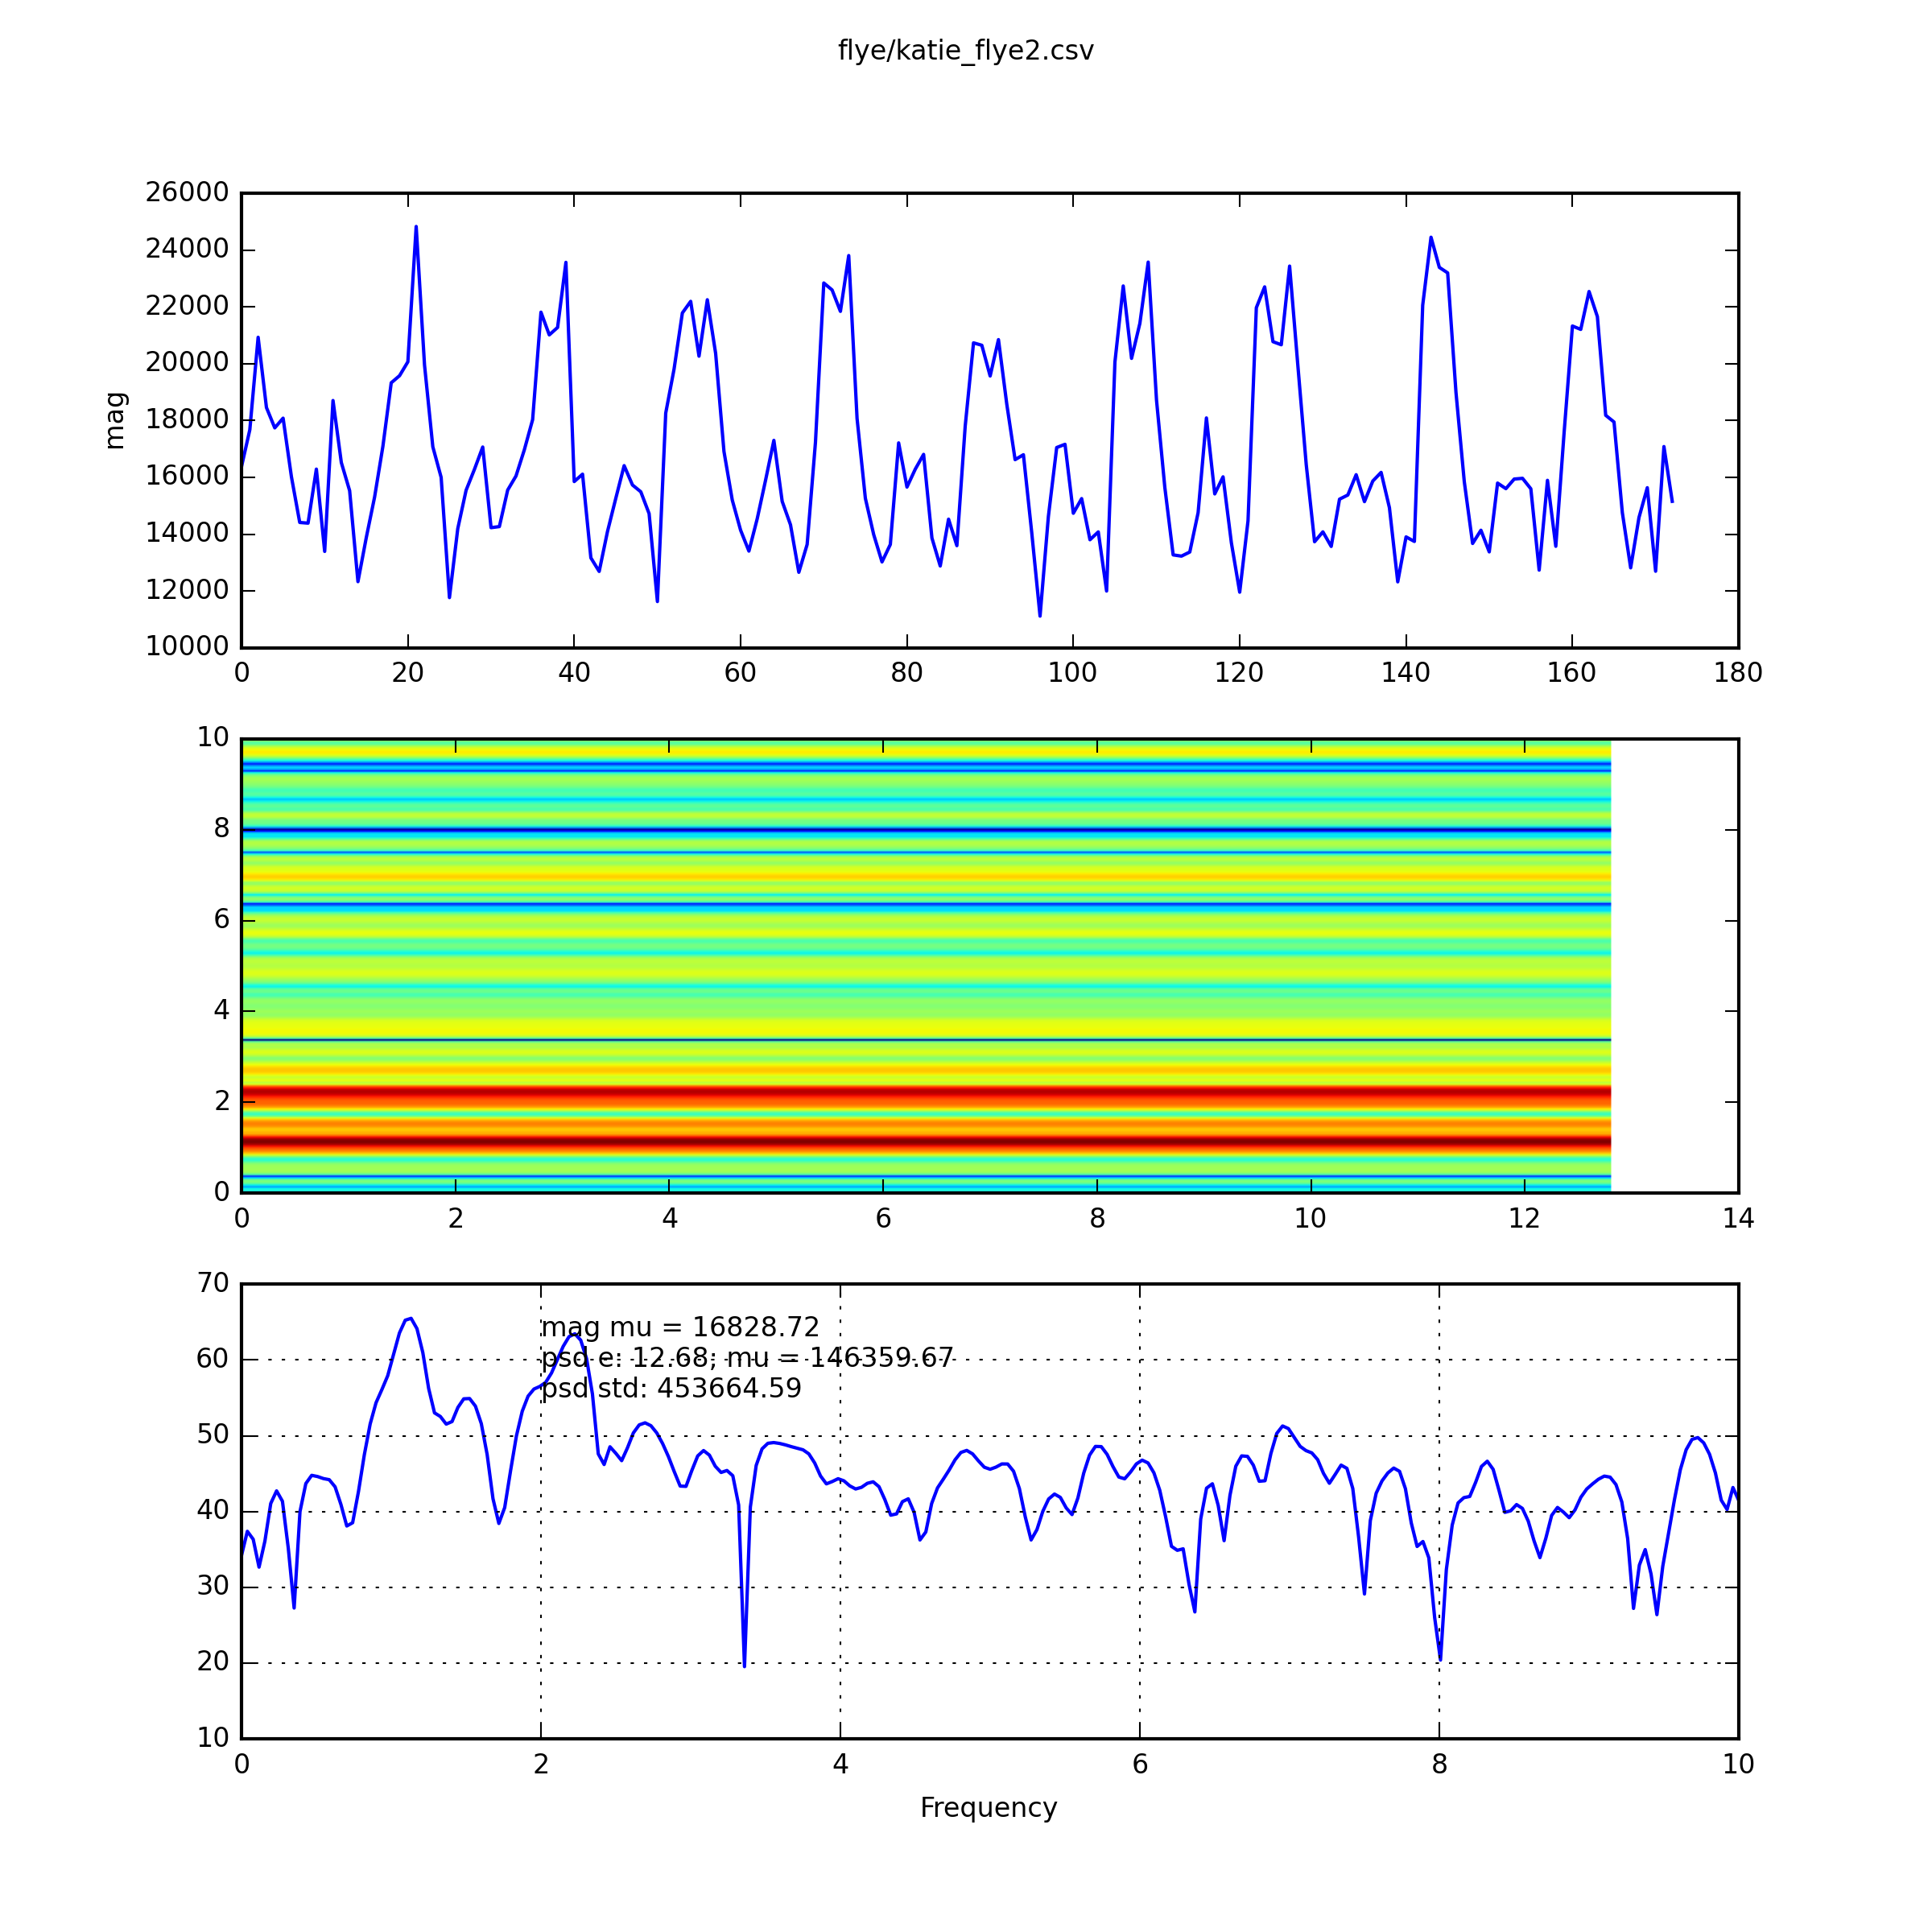 flye/katie_flye2.csv
26000
24000
22000
20000
18000
16000
14000
12000
10000
mag
0 20 40 60 80 100 120 140 160 180
10
8
6
4
2
0
0 2 4 6 8 10 12 14
70
60
50
40
30
20
10
mag mu = 16828.72
psd e: 12.68; mu = 146359.67
psd std: 453664.59
0 2 4 6 8 10
Frequency